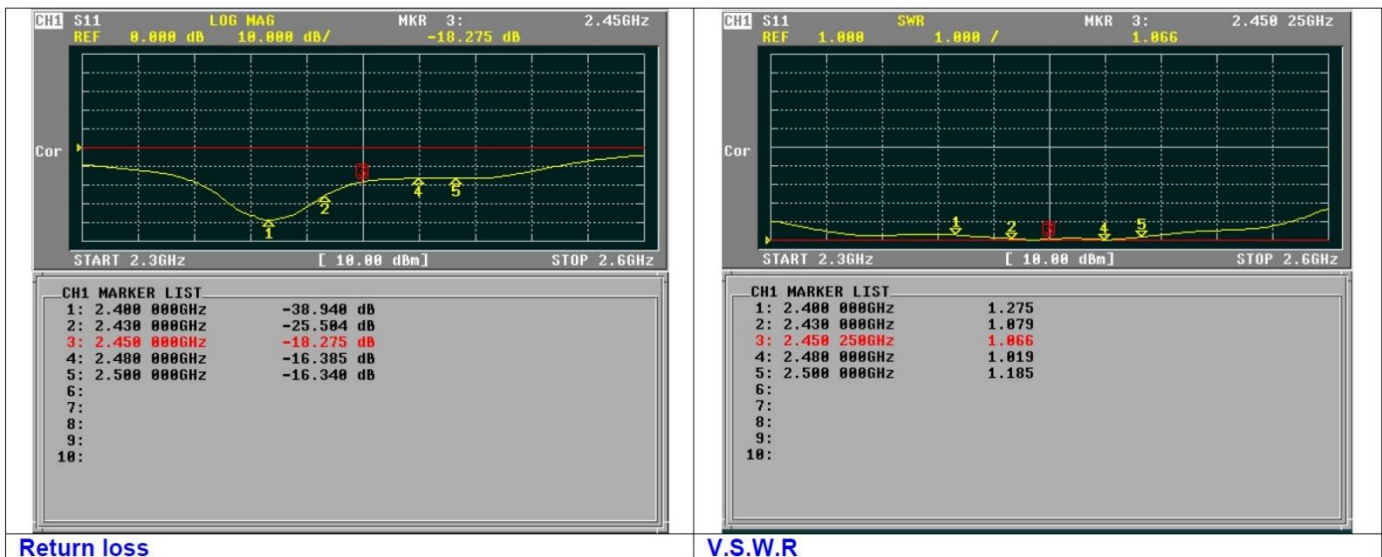 CH1 S11 LOG MAG MKR 3: 2.45GHz
REF 0.000 dB 10.000 dB/ -18.275 dB
Cor
3
1
2
4
5
START 2.3GHz [ 10.00 dBm] STOP 2.6GHz
CH1 MARKER LIST
1: 2.400 000GHz -38.940 dB
2: 2.430 000GHz -25.504 dB
3: 2.450 000GHz -18.275 dB
4: 2.480 000GHz -16.385 dB
5: 2.500 000GHz -16.340 dB
6:
7:
8:
9:
10:
Return loss
CH1 S11 SWR MKR 3: 2.450 25GHz
REF 1.000 1.000 / 1.066
Cor
1
2
3
4
5
START 2.3GHz [ 10.00 dBm] STOP 2.6GHz
CH1 MARKER LIST
1: 2.400 000GHz 1.275
2: 2.430 000GHz 1.079
3: 2.450 250GHz 1.066
4: 2.480 000GHz 1.019
5: 2.500 000GHz 1.185
6:
7:
8:
9:
10:
V.S.W.R